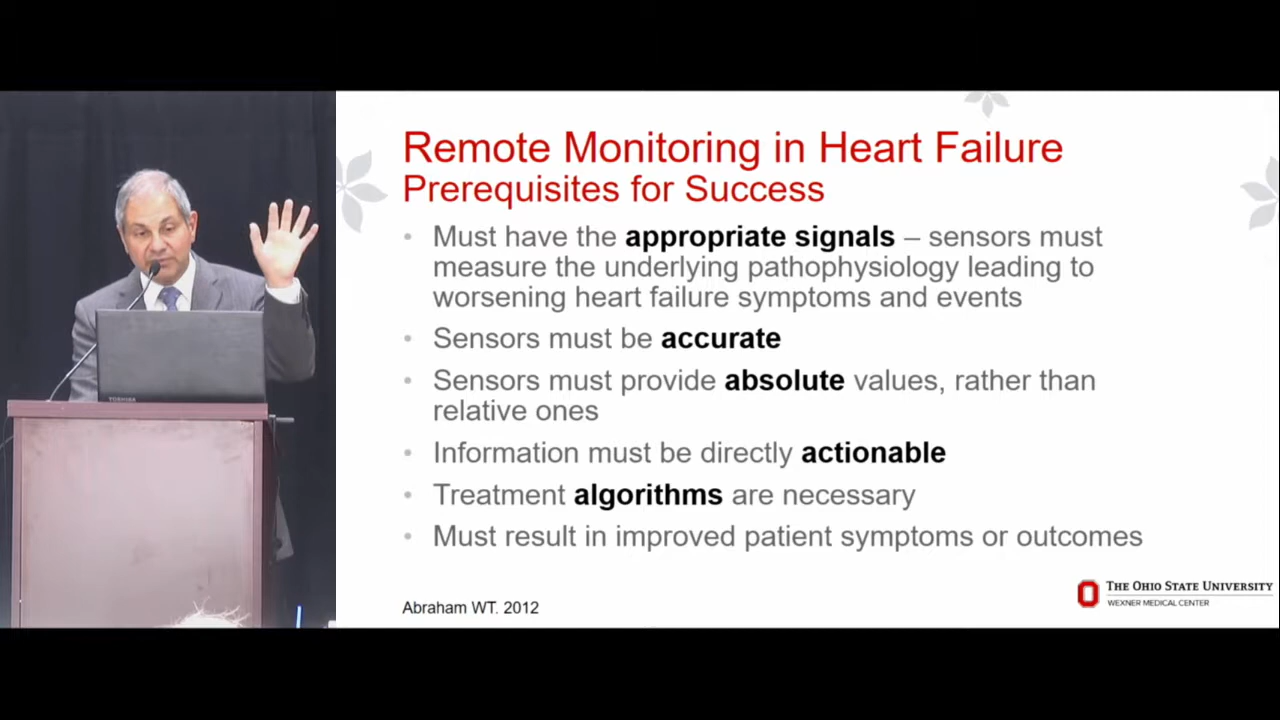 Remote Monitoring in Heart Failure
Prerequisites for Success
• Must have the appropriate signals – sensors must
measure the underlying pathophysiology leading to
worsening heart failure symptoms and events
• Sensors must be accurate
• Sensors must provide absolute values, rather than
relative ones
• Information must be directly actionable
• Treatment algorithms are necessary
• Must result in improved patient symptoms or outcomes
Abraham WT. 2012
THE OHIO STATE UNIVERSITY
WEXNER MEDICAL CENTER
TOSHIBA